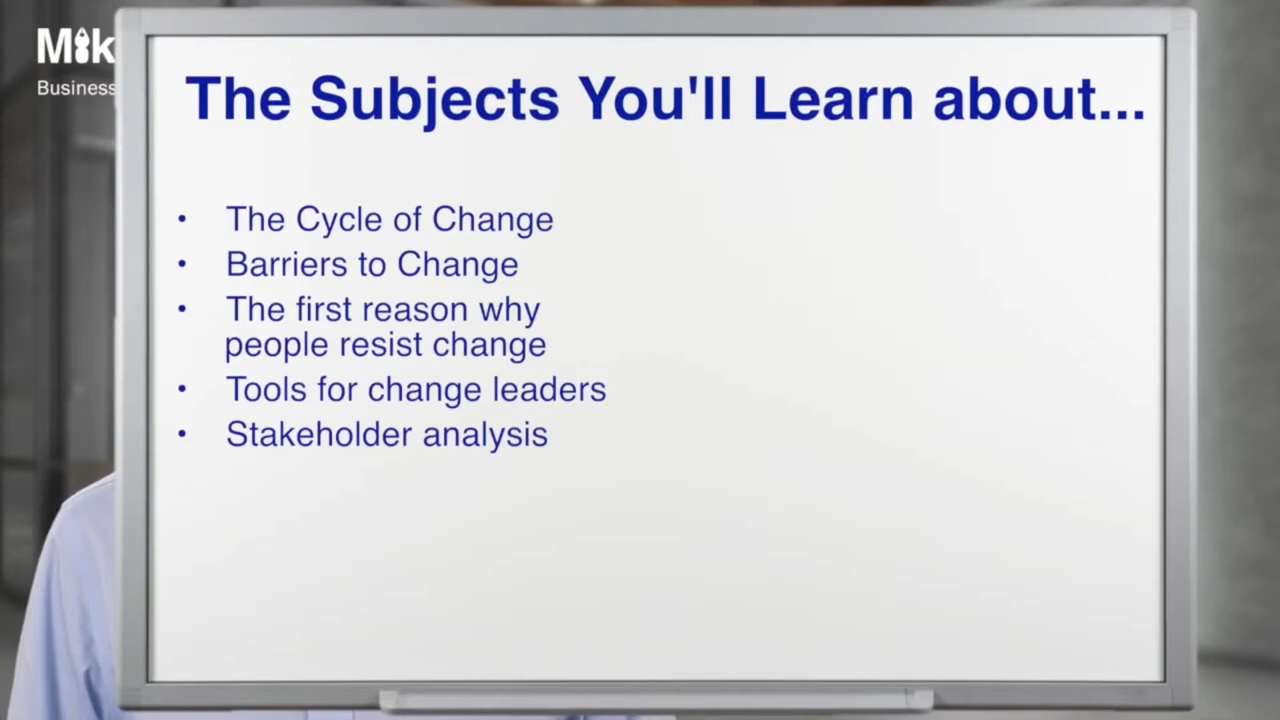 Mik
Business
The Subjects You'll Learn about...
• The Cycle of Change
• Barriers to Change
• The first reason why
people resist change
• Tools for change leaders
• Stakeholder analysis